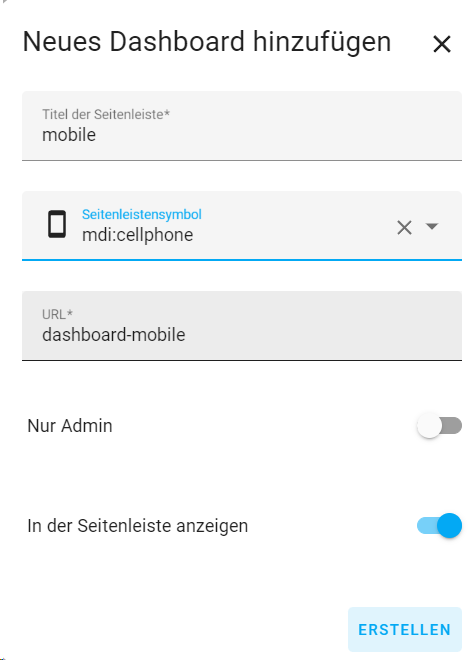 Neues Dashboard hinzufügen
Titel der Seitenleiste*
mobile
Seitenleistensymbol
mdi:cellphone
URL*
dashboard-mobile
Nur Admin
In der Seitenleiste anzeigen
ERSTELLEN